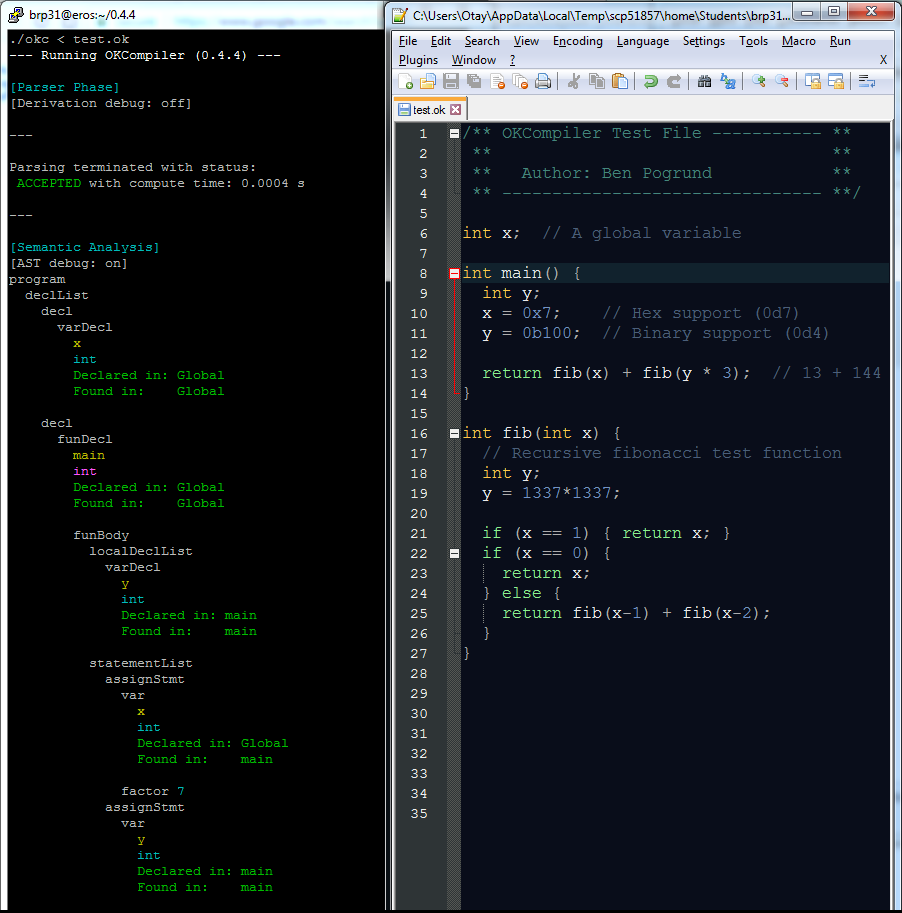 brp31@eros:~/0.4.4
./okc < test.ok
--- Running OKCompiler (0.4.4) ---
[Parser Phase]
[Derivation debug: off]
---
Parsing terminated with status:
ACCEPTED with compute time: 0.0004 s
---
[Semantic Analysis]
[AST debug: on]
program
declList
decl
varDecl
x
int
Declared in: Global
Found in: Global
decl
funDecl
main
int
Declared in: Global
Found in: Global
funBody
localDeclList
varDecl
y
int
Declared in: main
Found in: main
statementList
assignStmt
var
x
int
Declared in: Global
Found in: main
factor 7
assignStmt
var
y
int
Declared in: main
Found in: main
C:\Users\Otay\AppData\Local\Temp\scp51857\home\Students\brp31...
File Edit Search View Encoding Language Settings Tools Macro Run
Plugins Window ? X
test.ok
1 /** OKCompiler Test File ----------- **
2 ** **
3 ** Author: Ben Pogrund **
4 ** -------------------------------- **/
5
6 int x; // A global variable
7
8 int main() {
9 int y;
10 x = 0x7; // Hex support (0d7)
11 y = 0b100; // Binary support (0d4)
12
13 return fib(x) + fib(y * 3); // 13 + 144
14 }
15
16 int fib(int x) {
17 // Recursive fibonacci test function
18 int y;
19 y = 1337*1337;
20
21 if (x == 1) { return x; }
22 if (x == 0) {
23 return x;
24 } else {
25 return fib(x-1) + fib(x-2);
26 }
27 }
28
29
30
31
32
33
34
35